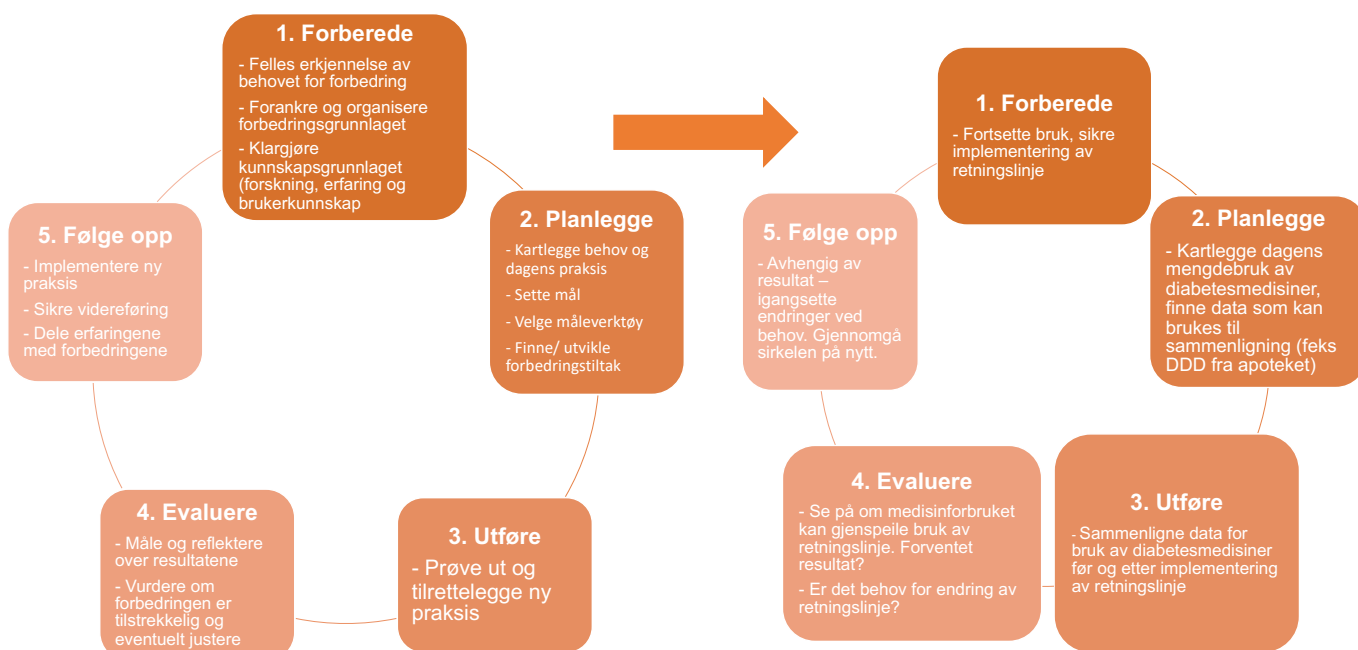 1. Forberede
- Felles erkjennelse av
behovet for forbedring
- Forankre og organisere
forbedringsgrunnlaget
- Klargjøre
kunnskapsgrunnlaget
(forskning, erfaring og
brukerkunnskap
2. Planlegge
- Kartlegge behov og
dagens praksis
- Sette mål
- Velge måleverktøy
- Finne/ utvikle
forbedringstiltak
3. Utføre
- Prøve ut og
tilrettelegge ny
praksis
4. Evaluere
- Måle og reflektere
over resultatene
- Vurdere om
forbedringen er
tilstrekkelig og
eventuelt justere
5. Følge opp
- Implementere ny
praksis
- Sikre videreføring
- Dele erfaringene
med forbedringene
1. Forberede
- Fortsette bruk, sikre
implementering av
retningslinje
2. Planlegge
- Kartlegge dagens
mengdebruk av
diabetesmedisiner,
finne data som kan
brukes til
sammenligning (feks
DDD fra apoteket)
3. Utføre
- Sammenligne data for
bruk av diabetesmedisiner
før og etter implementering
av retningslinje
4. Evaluere
- Se på om medisinforbruket
kan gjenspeile bruk av
retningslinje. Forventet
resultat?
- Er det behov for endring av
retningslinje?
5. Følge opp
- Avhengig av
resultat –
igangsette
endringer ved
behov. Gjennomgå
sirkelen på nytt.